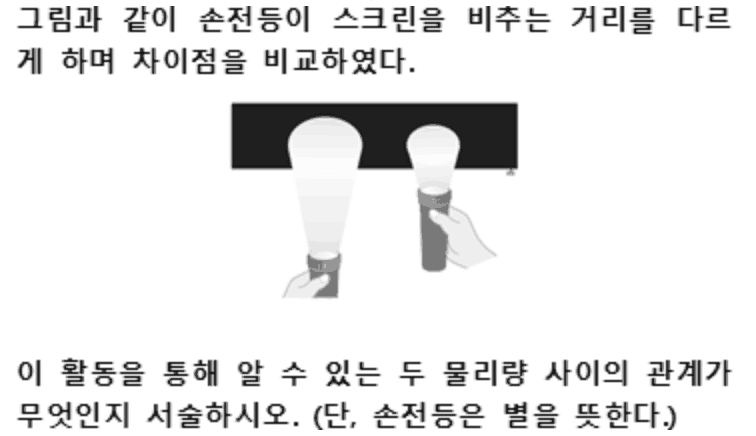 그림과 같이 손전등이 스크린을 비추는 거리를 다르
게 하며 차이점을 비교하였다.
이 활동을 통해 알 수 있는 두 물리량 사이의 관계가
무엇인지 서술하시오. (단, 손전등은 별을 뜻한다.)